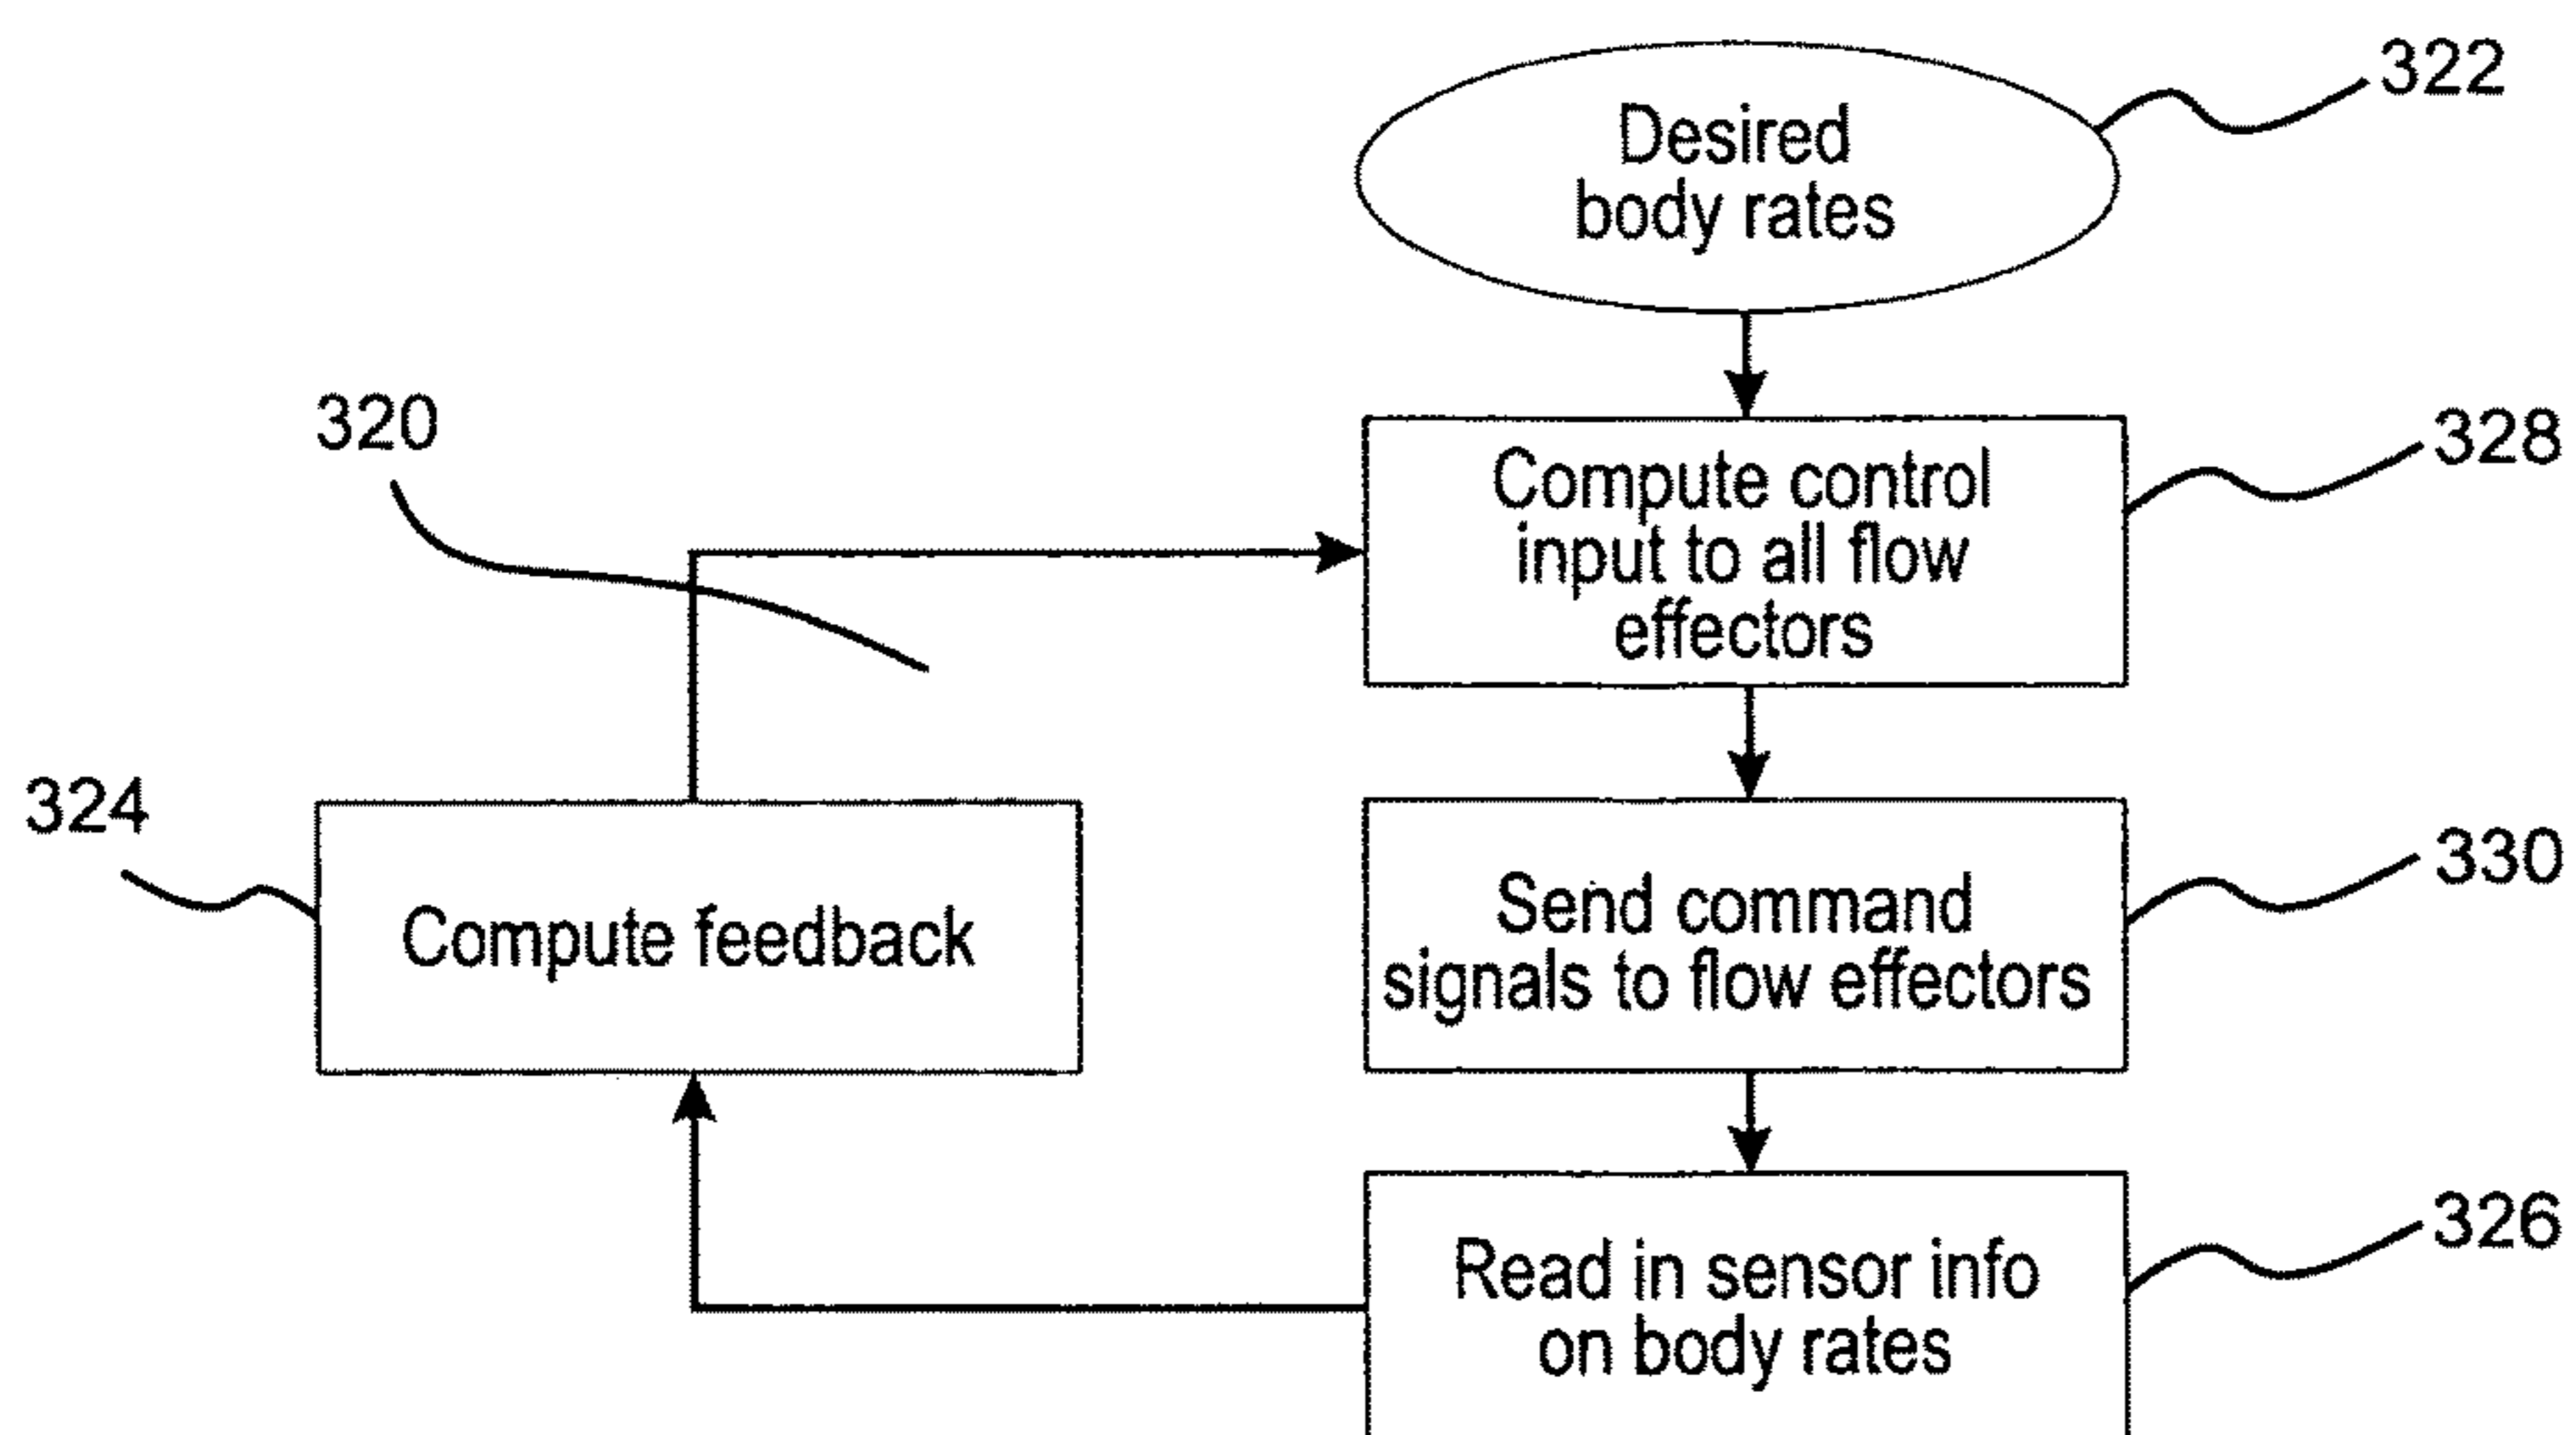 322
Desired
body rates
320
328
Compute control
input to all flow
effectors
324
Compute feedback
330
Send command
signals to flow effectors
326
Read in sensor info
on body rates